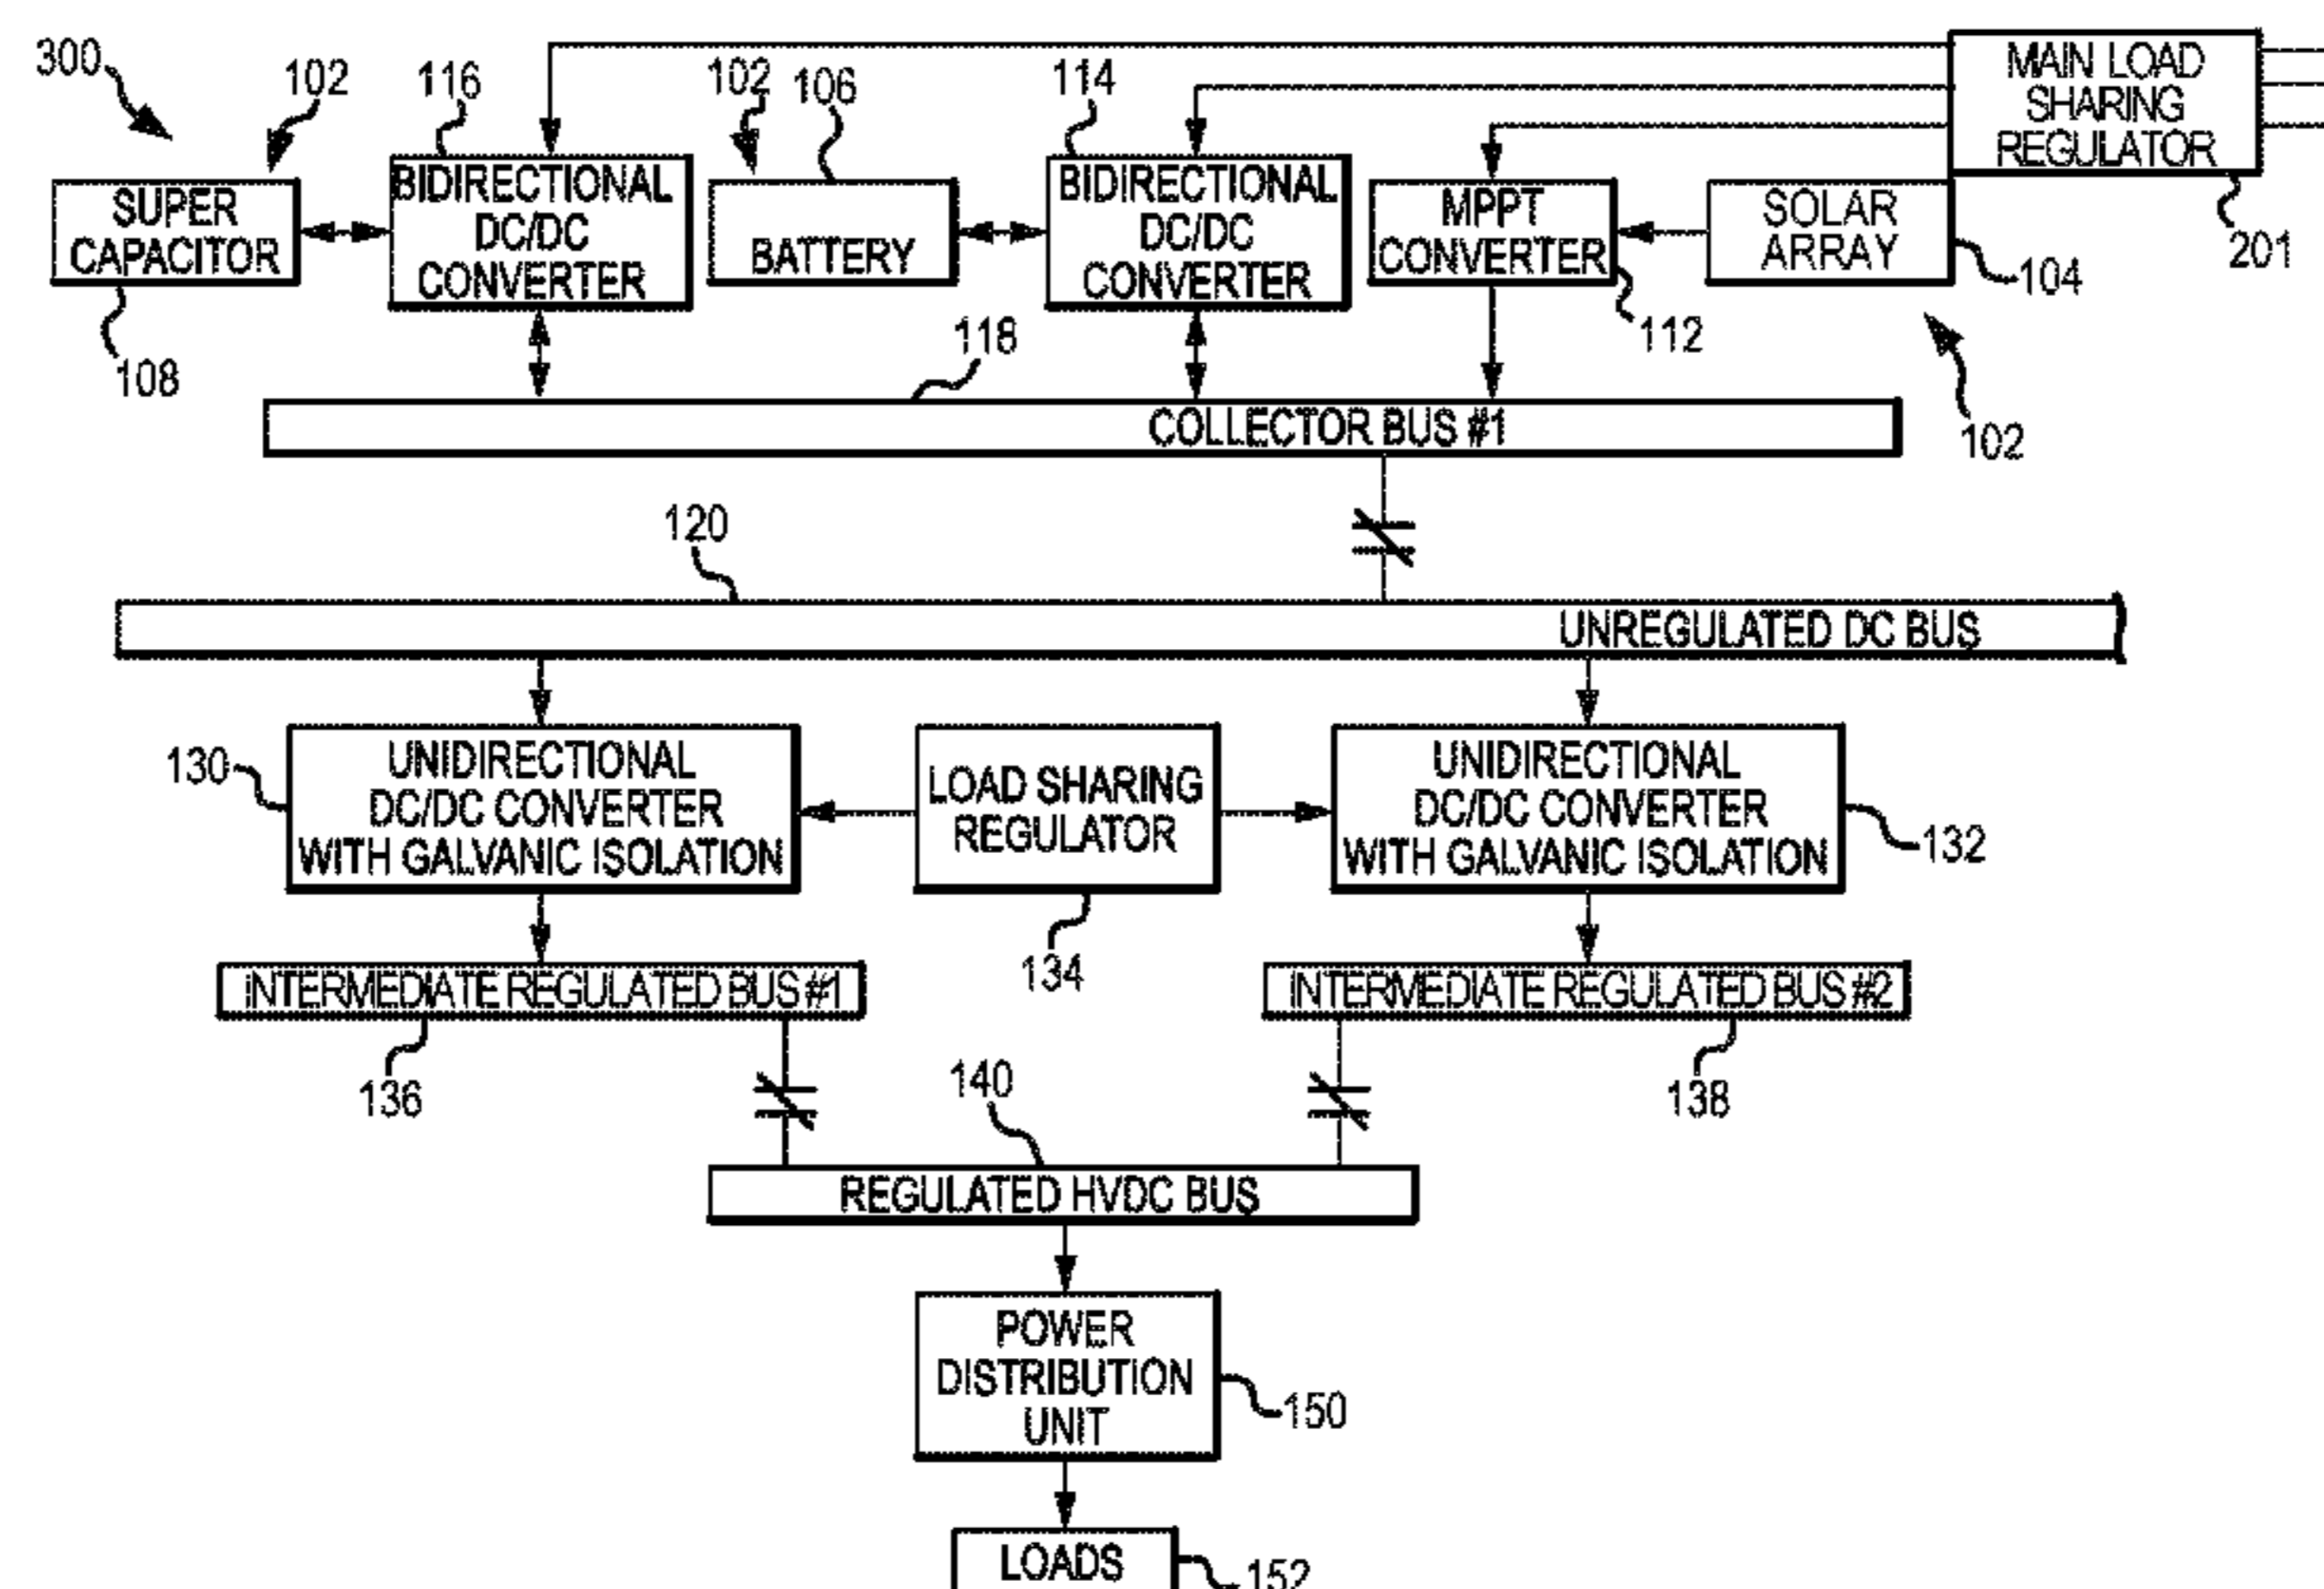 300
102
116
102
106
114
MAIN LOAD
SHARING
REGULATOR
201
SUPER
CAPACITOR
108
BIDIRECTIONAL
DC/DC
CONVERTER
BATTERY
BIDIRECTIONAL
DC/DC
CONVERTER
MPPT
CONVERTER
112
SOLAR
ARRAY
104
102
118
COLLECTOR BUS #1
120
UNREGULATED DC BUS
130
UNIDIRECTIONAL
DC/DC CONVERTER
WITH GALVANIC ISOLATION
LOAD SHARING
REGULATOR
134
UNIDIRECTIONAL
DC/DC CONVERTER
WITH GALVANIC ISOLATION
132
INTERMEDIATE REGULATED BUS #1
136
INTERMEDIATE REGULATED BUS #2
138
140
REGULATED HVDC BUS
POWER
DISTRIBUTION
UNIT
150
LOADS
152